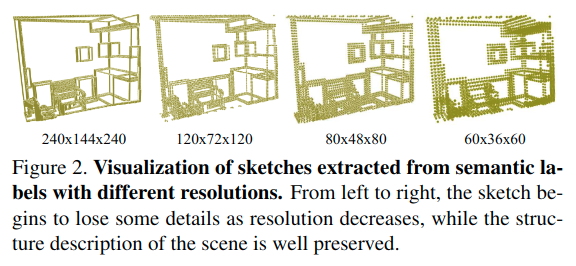 240x144x240 120x72x120 80x48x80 60x36x60
Figure 2. Visualization of sketches extracted from semantic la-
bels with different resolutions. From left to right, the sketch be-
gins to lose some details as resolution decreases, while the struc-
ture description of the scene is well preserved.